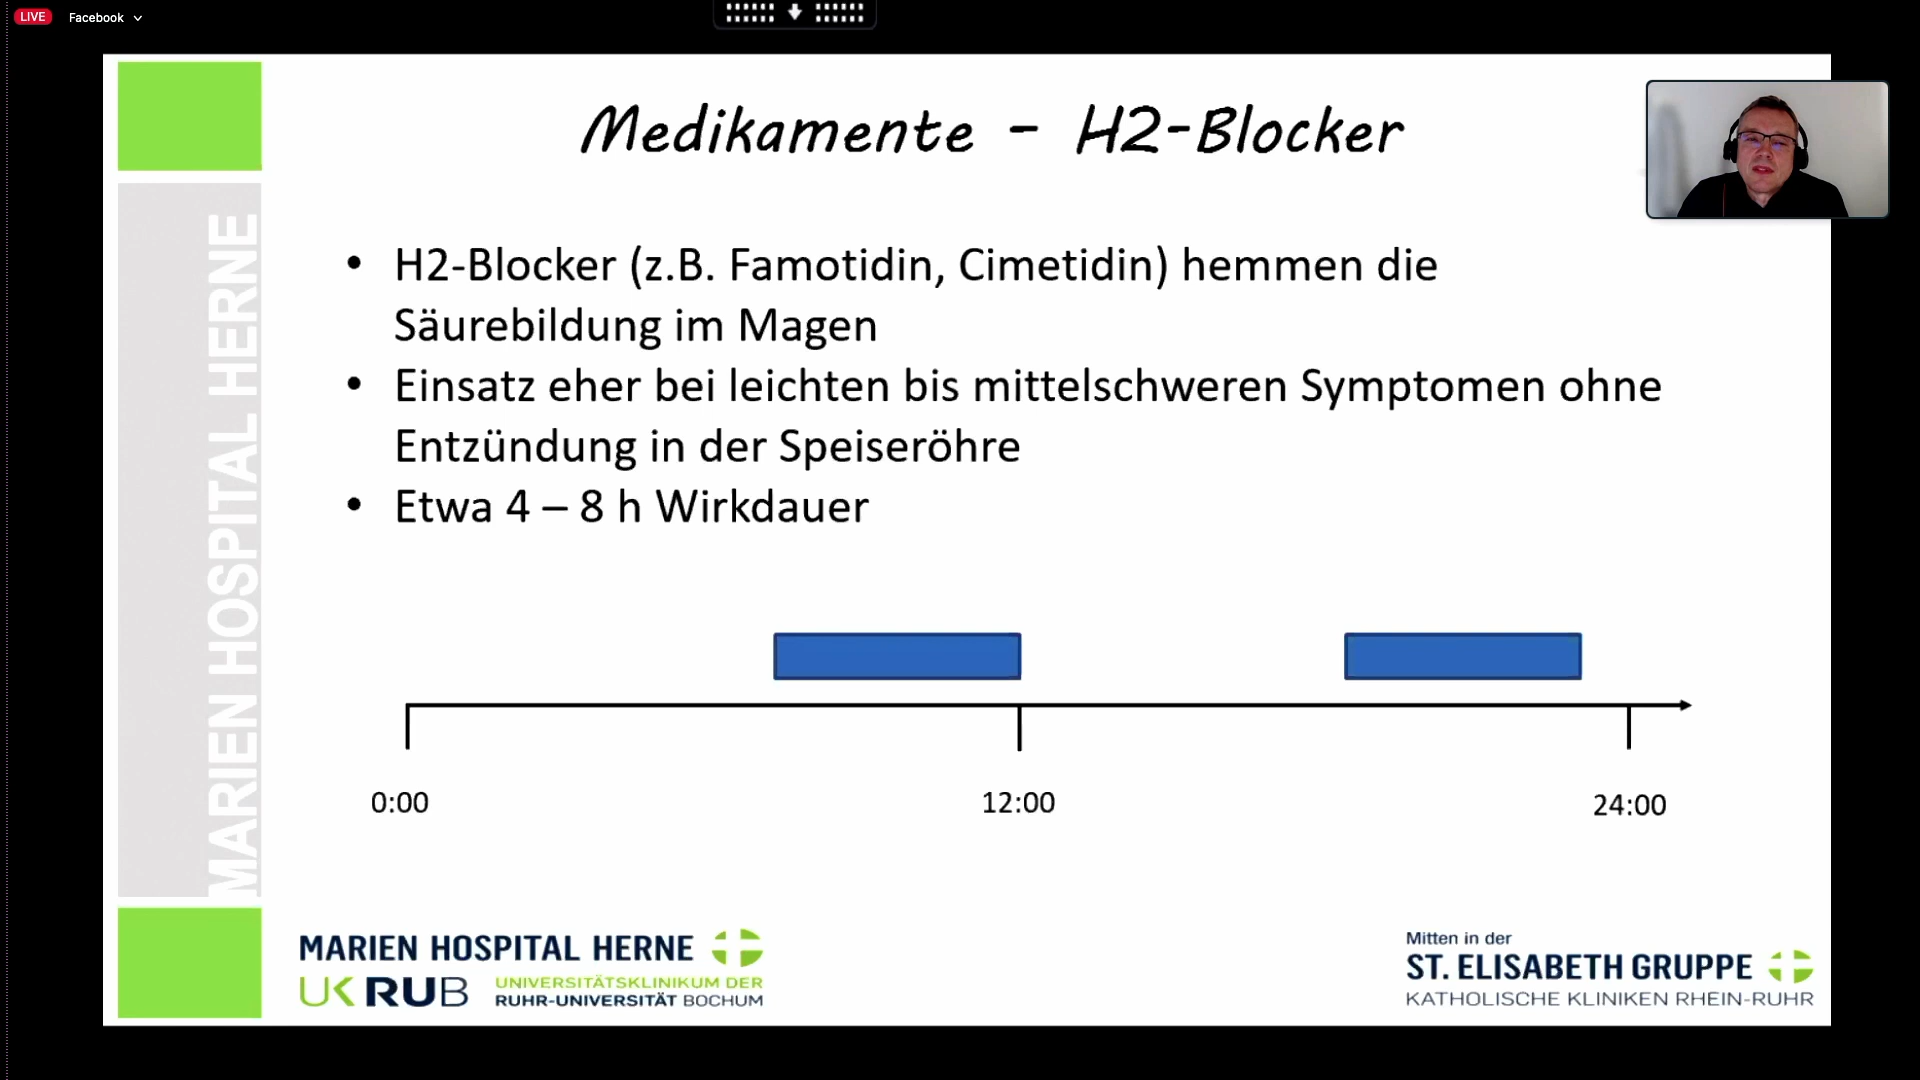 LIVE
Facebook
Medikamente - H2-Blocker
MARIEN HOSPITAL HERNE
• H2-Blocker (z.B. Famotidin, Cimetidin) hemmen die
Säurebildung im Magen
• Einsatz eher bei leichten bis mittelschweren Symptomen ohne
Entzündung in der Speiseröhre
• Etwa 4 – 8 h Wirkdauer
0:00
12:00
24:00
MARIEN HOSPITAL HERNE
UK RUB
UNIVERSITÄTSKLINIKUM DER
RUHR-UNIVERSITÄT BOCHUM
Mitten in der
ST. ELISABETH GRUPPE
KATHOLISCHE KLINIKEN RHEIN-RUHR